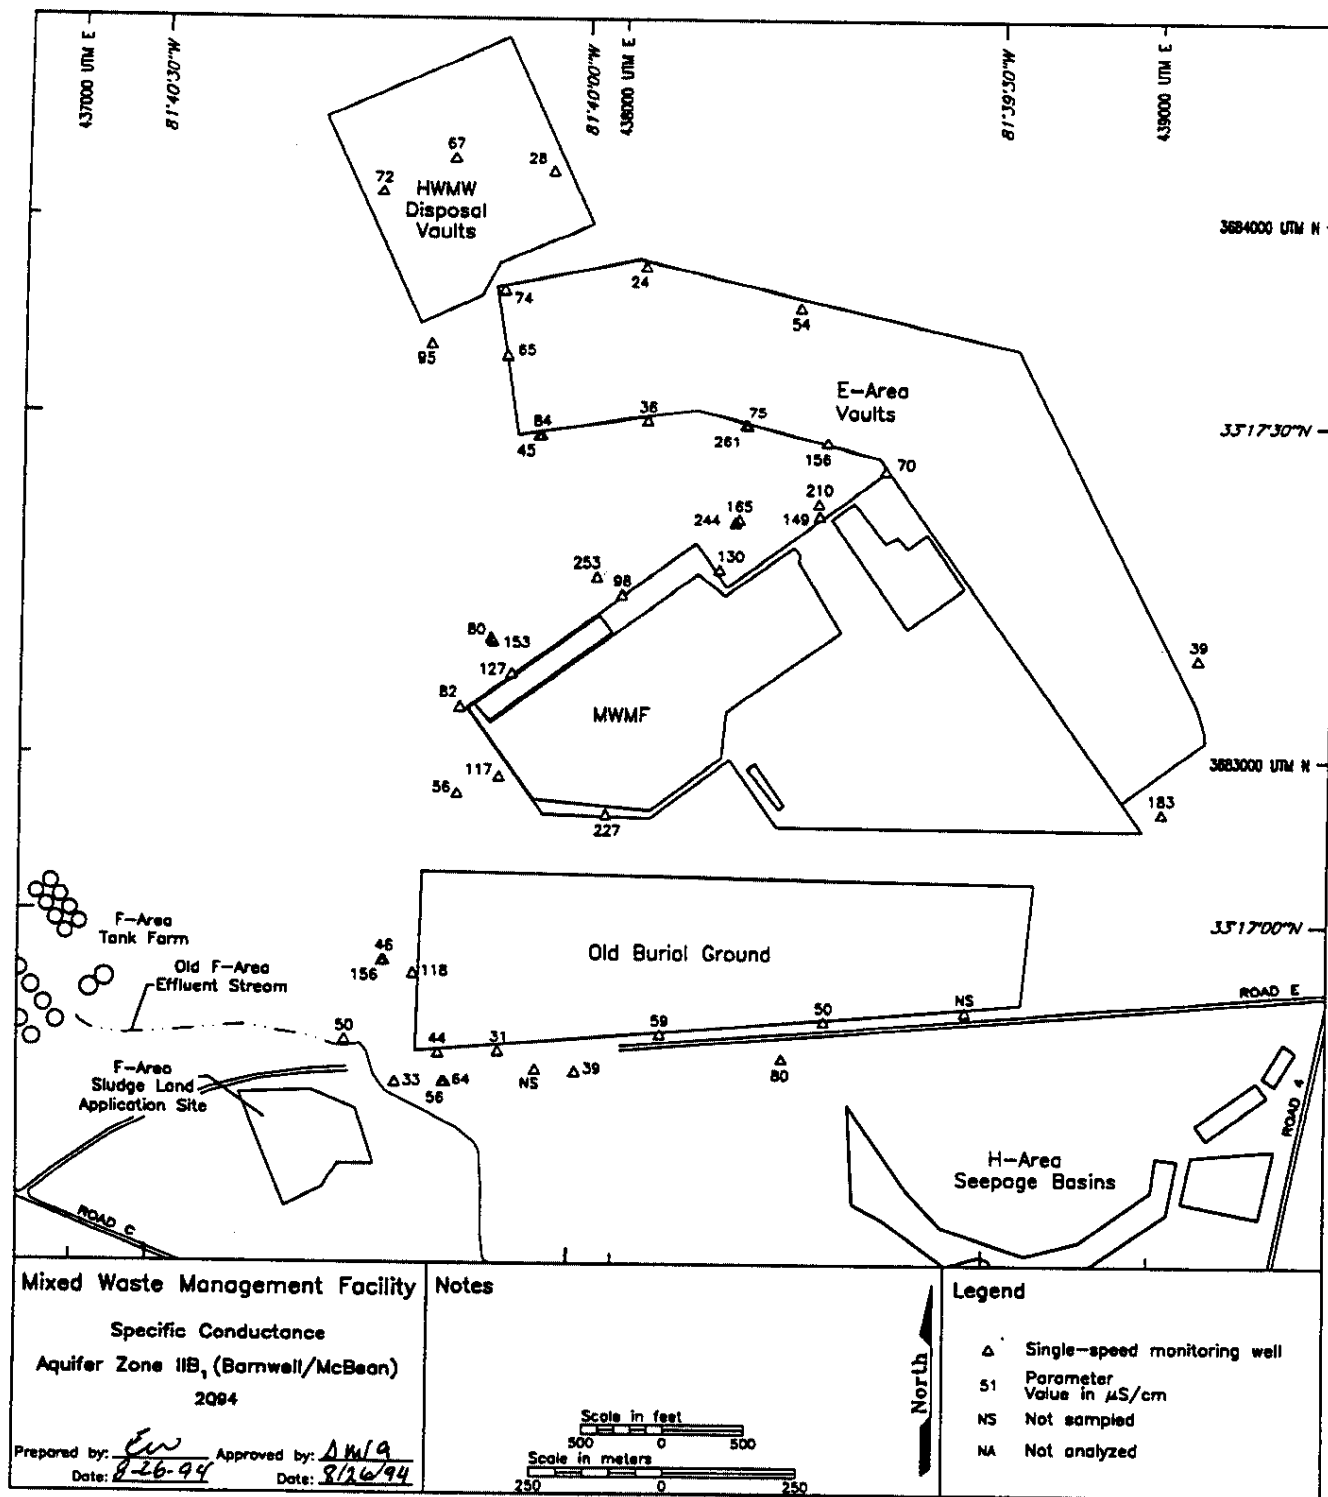 437000 UTM E
81°40'30"W
81°40'00"W
438000 UTM E
81°39'30"W
439000 UTM E
67
28
72
HWMW
Disposal
Vaults
3684000 UTM N
24
74
54
95
65
E-Area
Vaults
84
36
75
45
261
33°17'30"N
156
70
210
165
244
149
130
253
98
80
153
127
39
82
MWMF
117
3683000 UTM N
56
183
227
F-Area
Tank Farm
46
Old Burial Ground
33°17'00"N
156
118
Old F-Area
Effluent Stream
ROAD E
50
59
50
NS
44
31
F-Area
Sludge Land
Application Site
33
64
56
NS
39
80
ROAD 4
H-Area
Seepage Basins
ROAD C
Mixed Waste Management Facility
Specific Conductance
Aquifer Zone IIB₁ (Barnwell/McBean)
2Q94
Prepared by:
Approved by:
Date: 8-26-94
Date: 8/26/94
Notes
Scale in feet
500 0 500
Scale in meters
250 0 250
North
Legend
Single-speed monitoring well
51 Parameter
Value in µS/cm
NS Not sampled
NA Not analyzed